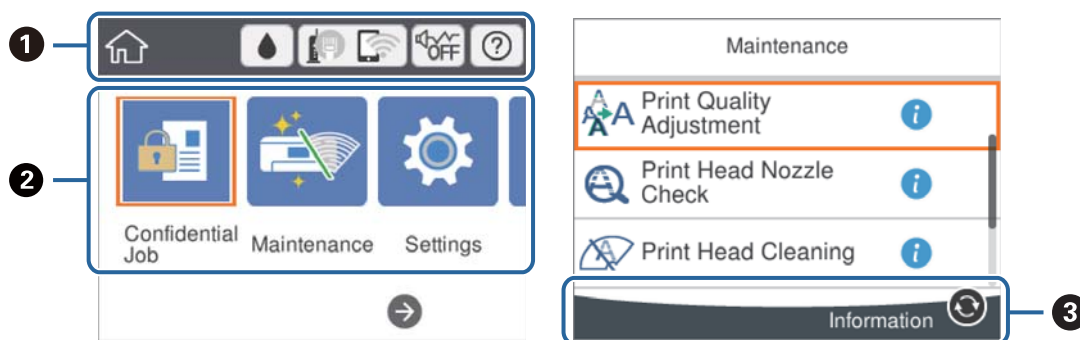 1
OFF
?
2
Confidential
Job
Maintenance
Settings
Maintenance
Print Quality
Adjustment
i
Print Head Nozzle
Check
i
Print Head Cleaning
i
Information
3